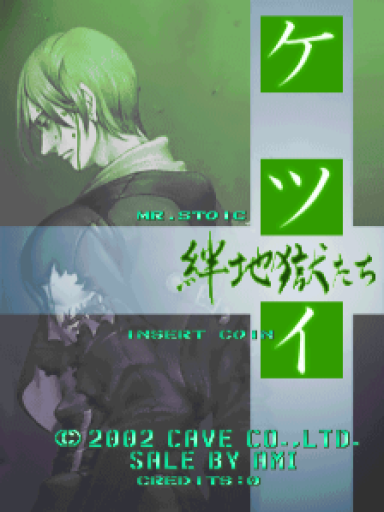 ケツイ
MR.STOIC
絆地獄たち
INSERT COIN
© 2002 CAVE CO.,LTD.
SALE BY AMI
CREDITS:0